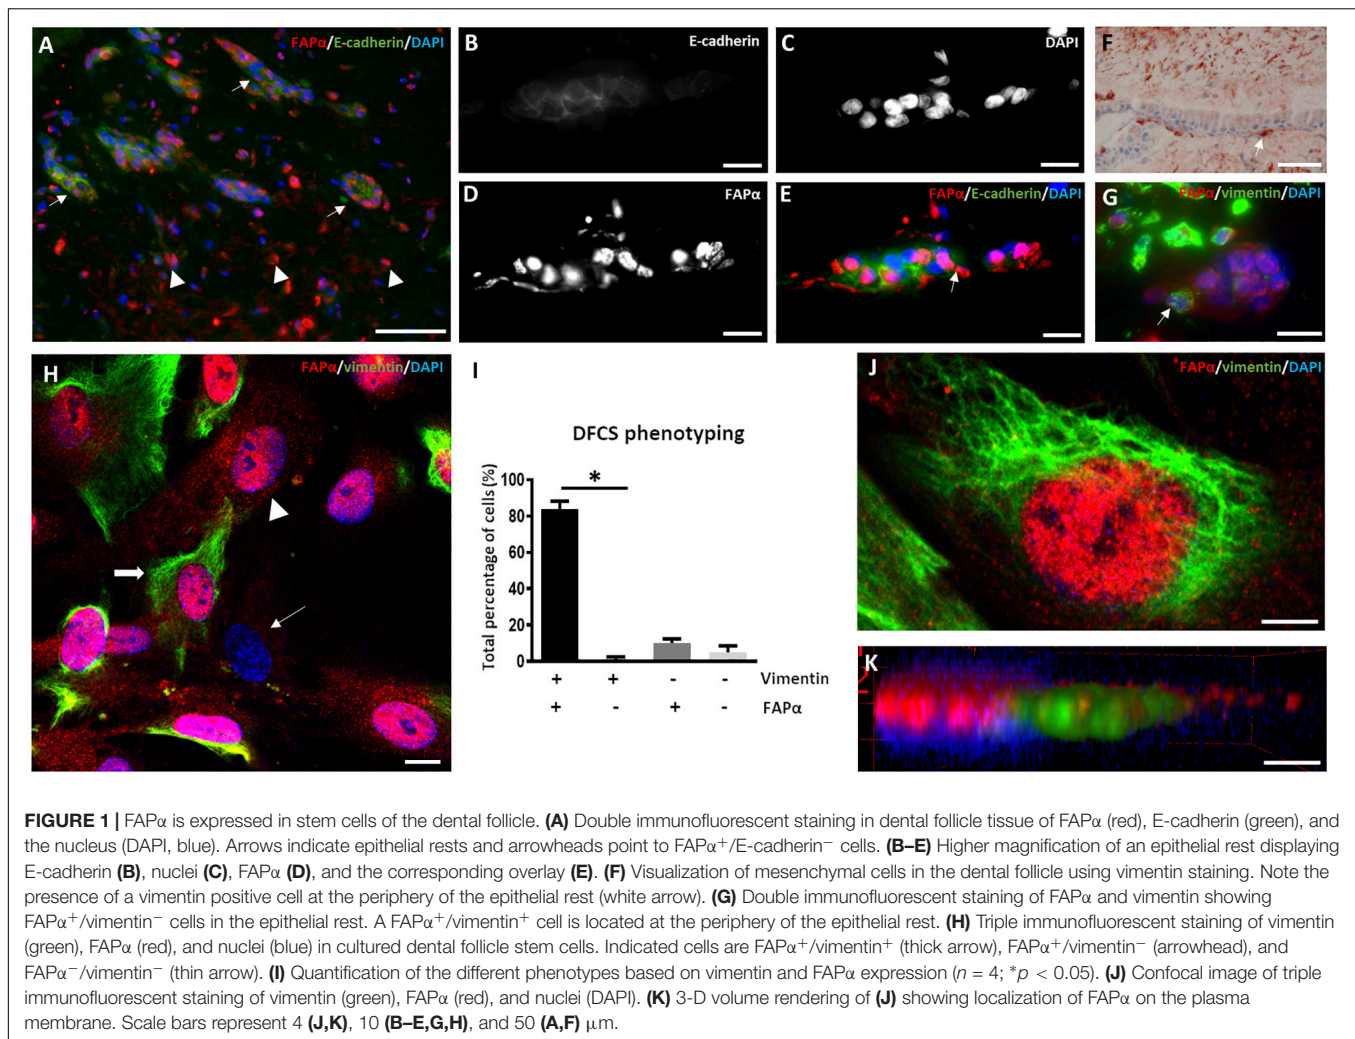 A
FAPα/E-cadherin/DAPI
B
E-cadherin
C
DAPI
F
D
FAPα
E
FAPα/E-cadherin/DAPI
G
FAPα/vimentin/DAPI
H
FAPα/vimentin/DAPI
I
DFCS phenotyping
Total percentage of cells (%)
100
80
60
40
20
0
*
+ + - - Vimentin
+ - + - FAPα
J
*FAPα/vimentin/DAPI
K
FIGURE 1 | FAPα is expressed in stem cells of the dental follicle. (A) Double immunofluorescent staining in dental follicle tissue of FAPα (red), E-cadherin (green), and
the nucleus (DAPI, blue). Arrows indicate epithelial rests and arrowheads point to FAPα⁺/E-cadherin⁻ cells. (B–E) Higher magnification of an epithelial rest displaying
E-cadherin (B), nuclei (C), FAPα (D), and the corresponding overlay (E). (F) Visualization of mesenchymal cells in the dental follicle using vimentin staining. Note the
presence of a vimentin positive cell at the periphery of the epithelial rest (white arrow). (G) Double immunofluorescent staining of FAPα and vimentin showing
FAPα⁺/vimentin⁻ cells in the epithelial rest. A FAPα⁺/vimentin⁺ cell is located at the periphery of the epithelial rest. (H) Triple immunofluorescent staining of vimentin
(green), FAPα (red), and nuclei (blue) in cultured dental follicle stem cells. Indicated cells are FAPα⁺/vimentin⁺ (thick arrow), FAPα⁺/vimentin⁻ (arrowhead), and
FAPα⁻/vimentin⁻ (thin arrow). (I) Quantification of the different phenotypes based on vimentin and FAPα expression (n = 4; *p < 0.05). (J) Confocal image of triple
immunofluorescent staining of vimentin (green), FAPα (red), and nuclei (DAPI). (K) 3-D volume rendering of (J) showing localization of FAPα on the plasma
membrane. Scale bars represent 4 (J,K), 10 (B–E,G,H), and 50 (A,F) μm.